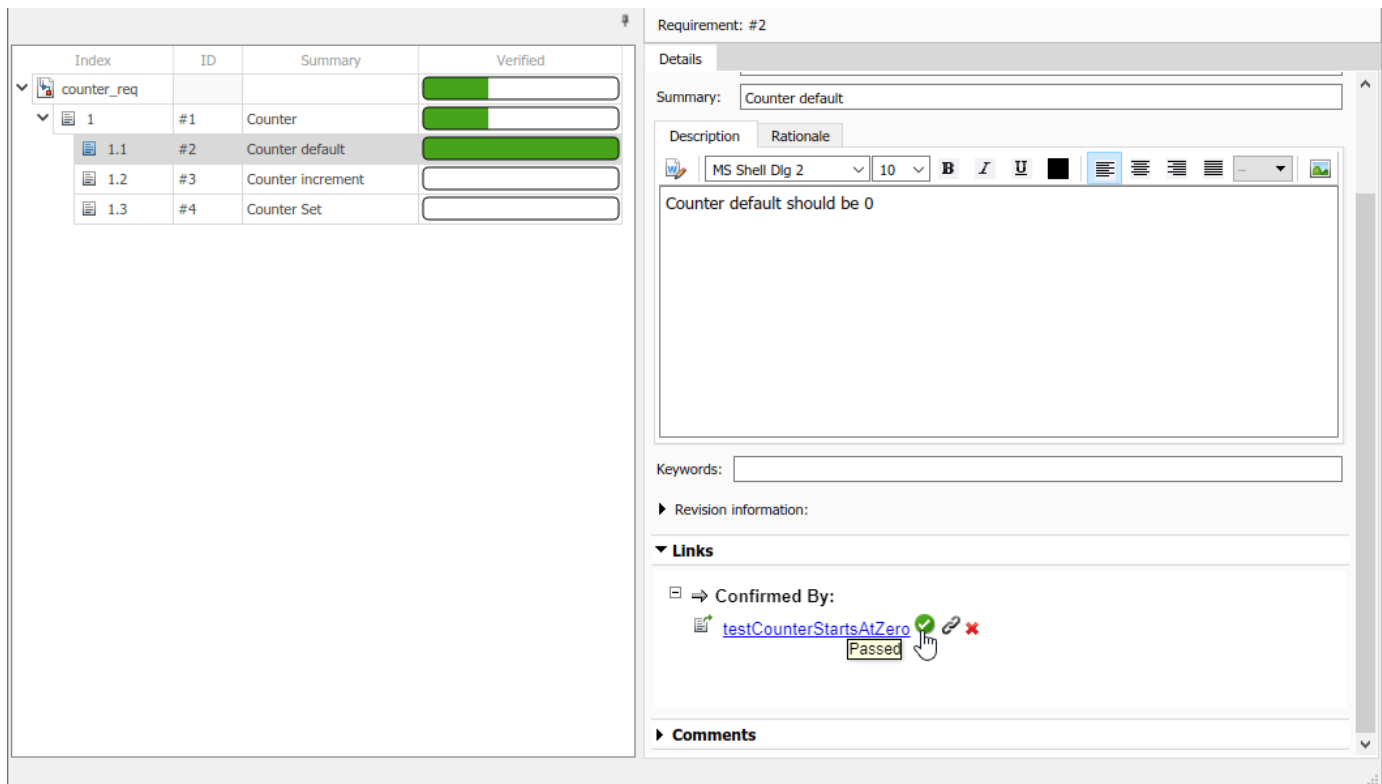 Requirement: #2
Index ID Summary Verified
Details
counter_req
Summary: Counter default
1 #1 Counter
Description Rationale
1.1 #2 Counter default
MS Shell Dlg 2 10 B I U ...
1.2 #3 Counter increment
1.3 #4 Counter Set
Counter default should be 0
Keywords:
Revision information:
Links
Confirmed By:
testCounterStartsAtZero
Passed
Comments